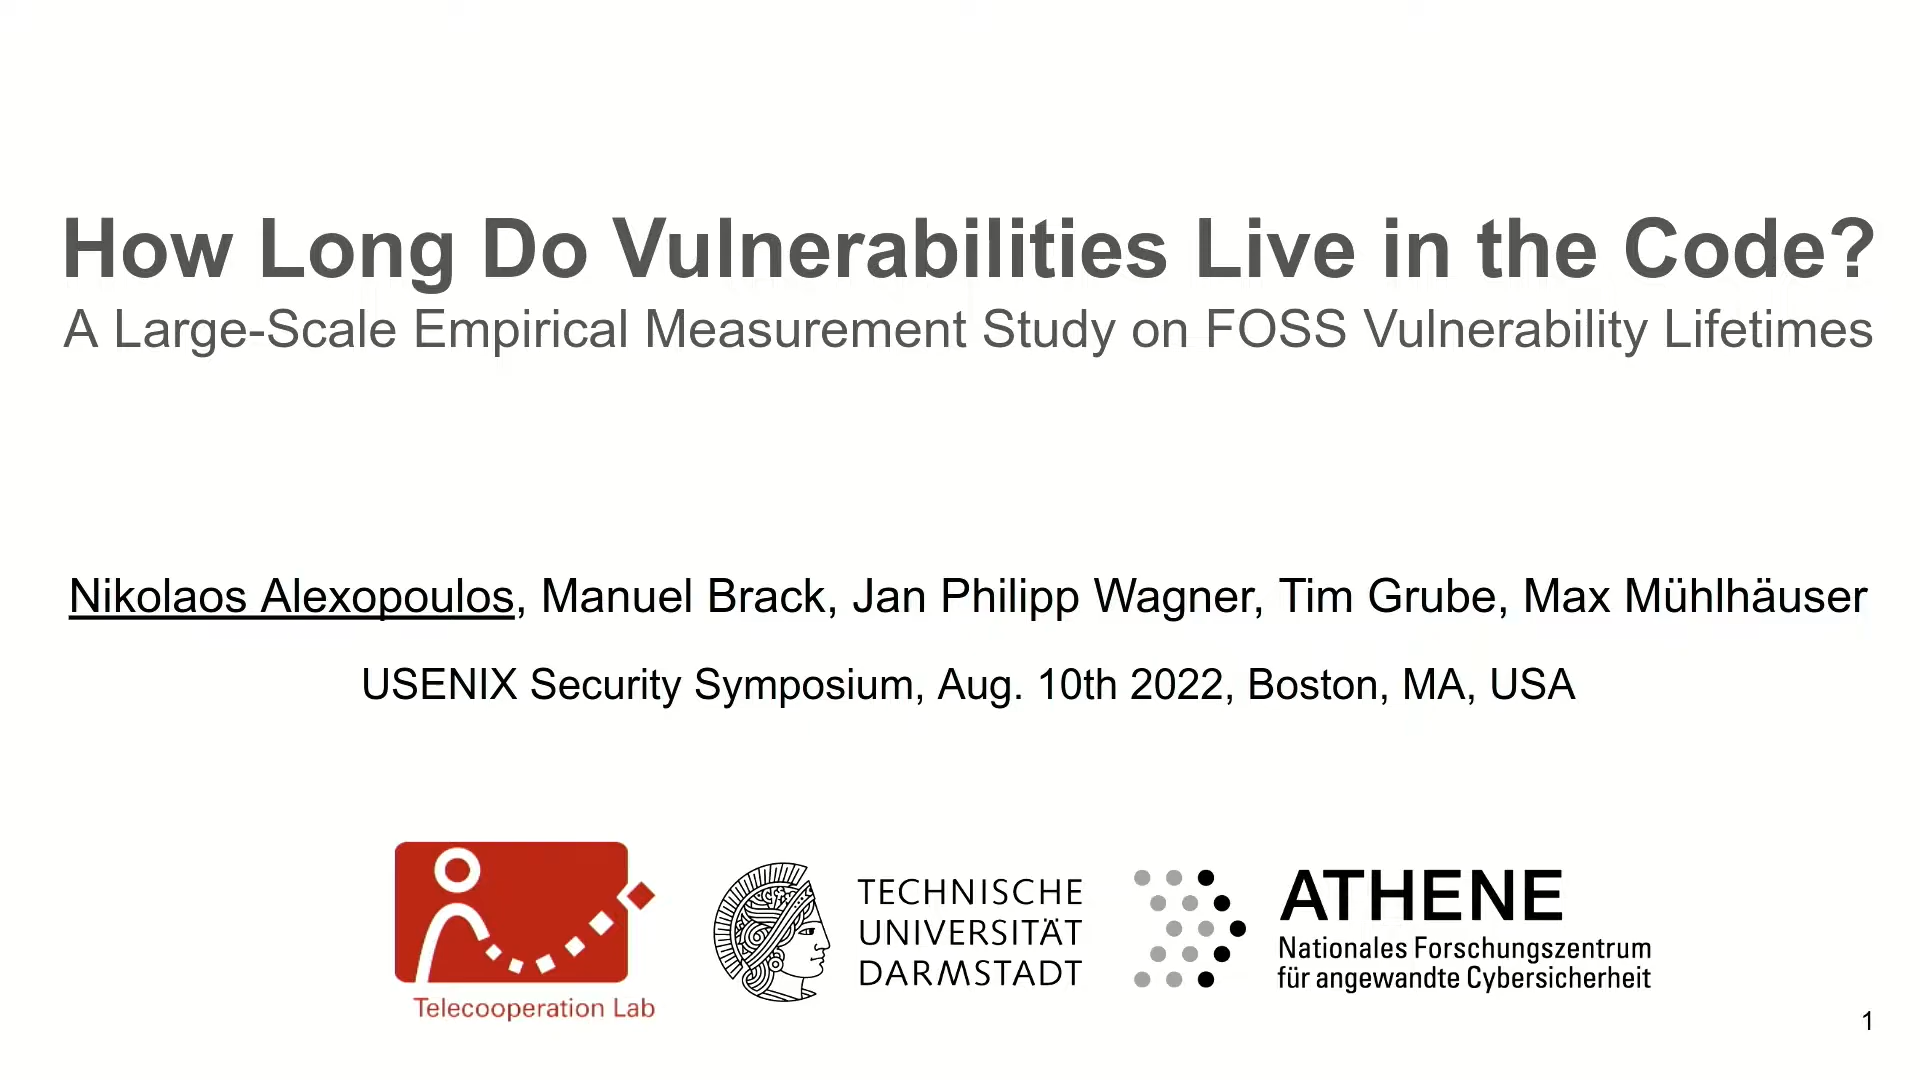 How Long Do Vulnerabilities Live in the Code?
A Large-Scale Empirical Measurement Study on FOSS Vulnerability Lifetimes
Nikolaos Alexopoulos, Manuel Brack, Jan Philipp Wagner, Tim Grube, Max Mühlhäuser
USENIX Security Symposium, Aug. 10th 2022, Boston, MA, USA
Telecooperation Lab
TECHNISCHE
UNIVERSITÄT
DARMSTADT
ATHENE
Nationales Forschungszentrum
für angewandte Cybersicherheit
1